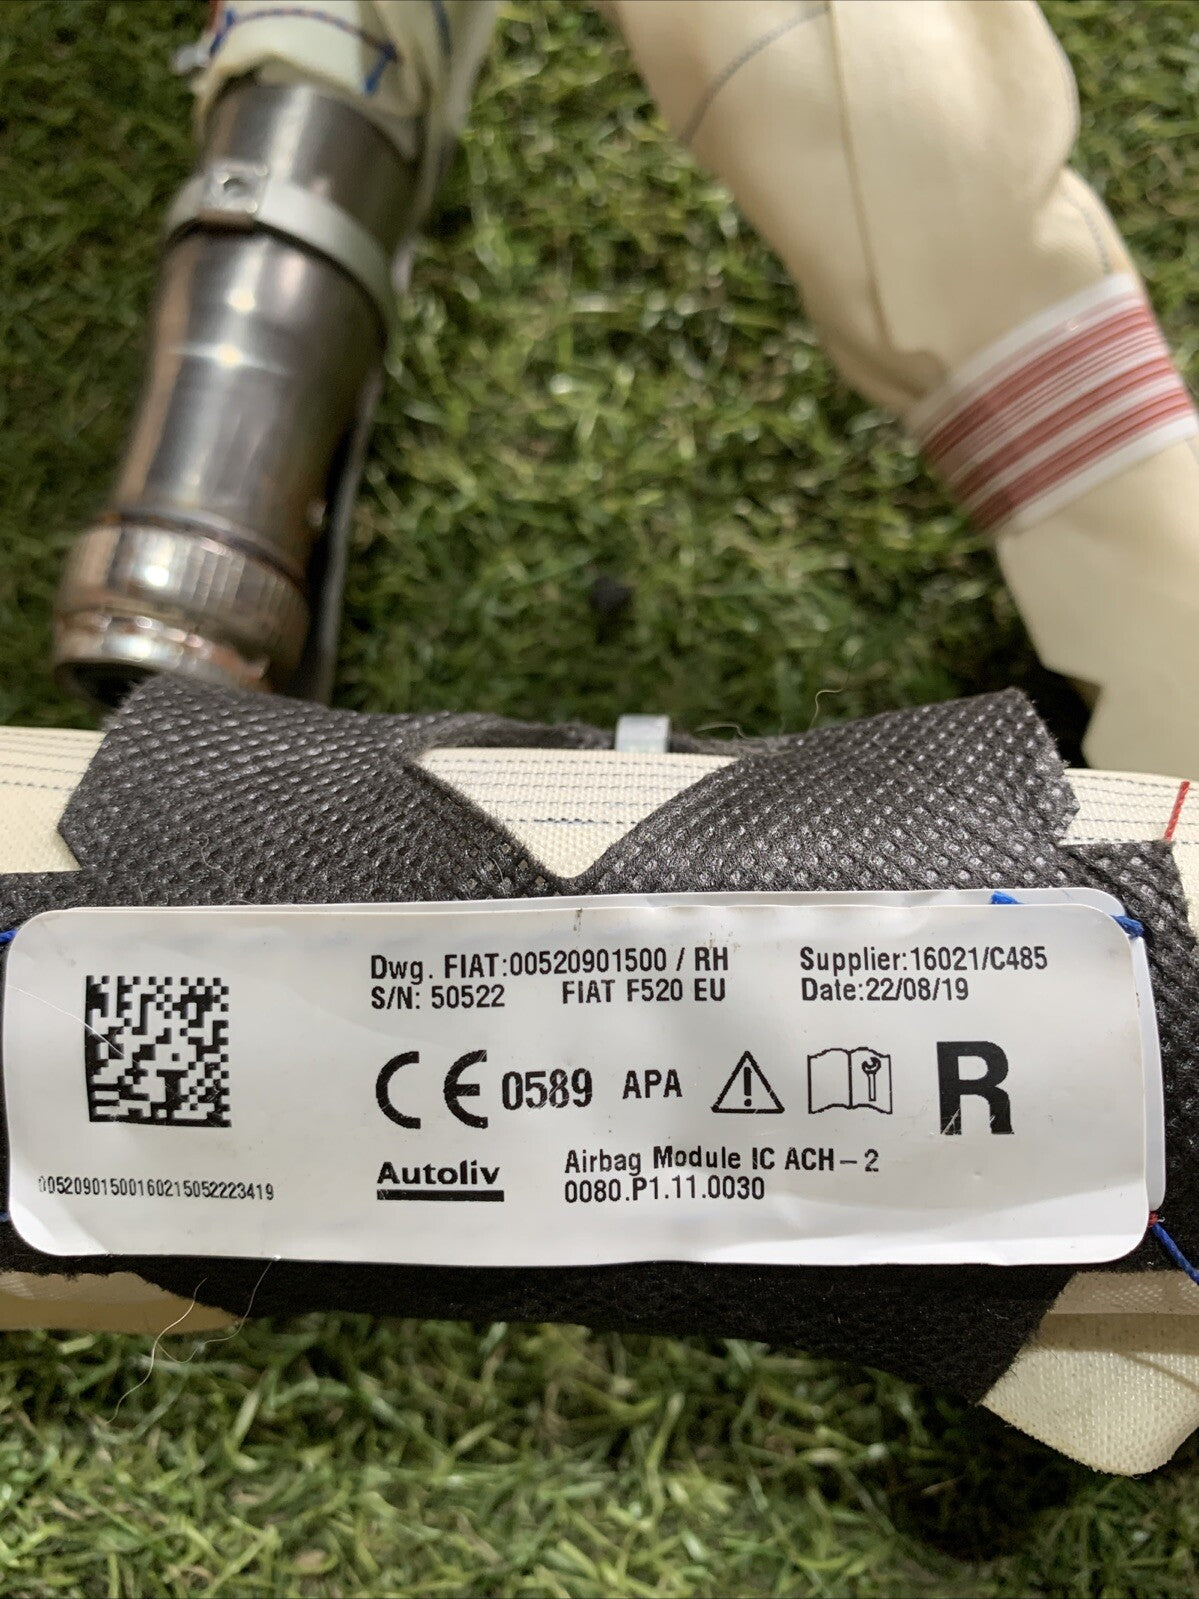 Dwg. FIAT:00520901500 / RH
S/N: 50522 FIAT F520 EU
Supplier:16021/C485
Date:22/08/19
CE 0589 APA
R
Autoliv
Airbag Module IC ACH-2
0080.P1.11.0030
00520901500160215052223419